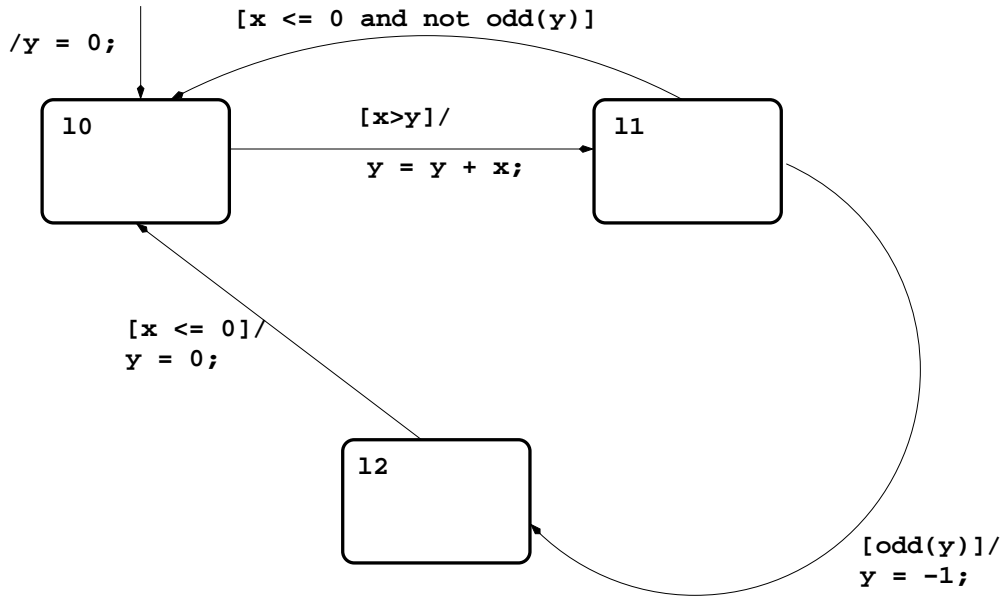 [x <= 0 and not odd(y)]
/y = 0;
l0
[x>y]/
y = y + x;
l1
[x <= 0]/
y = 0;
l2
[odd(y)]/
y = -1;